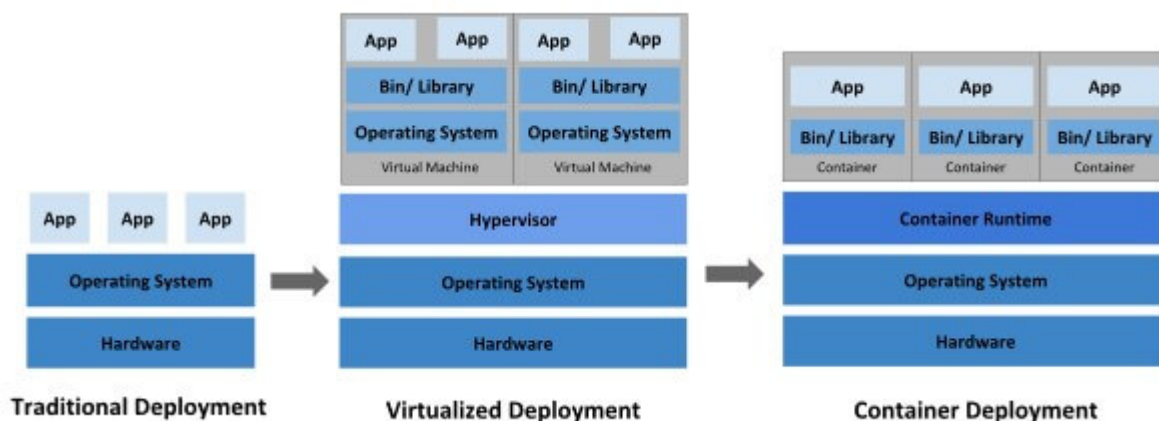 App App App
Operating System
Hardware
Traditional Deployment
App App App App
Bin/ Library Bin/ Library
Operating System Operating System
Virtual Machine Virtual Machine
Hypervisor
Operating System
Hardware
Virtualized Deployment
App App App
Bin/ Library Bin/ Library Bin/ Library
Container Container Container
Container Runtime
Operating System
Hardware
Container Deployment